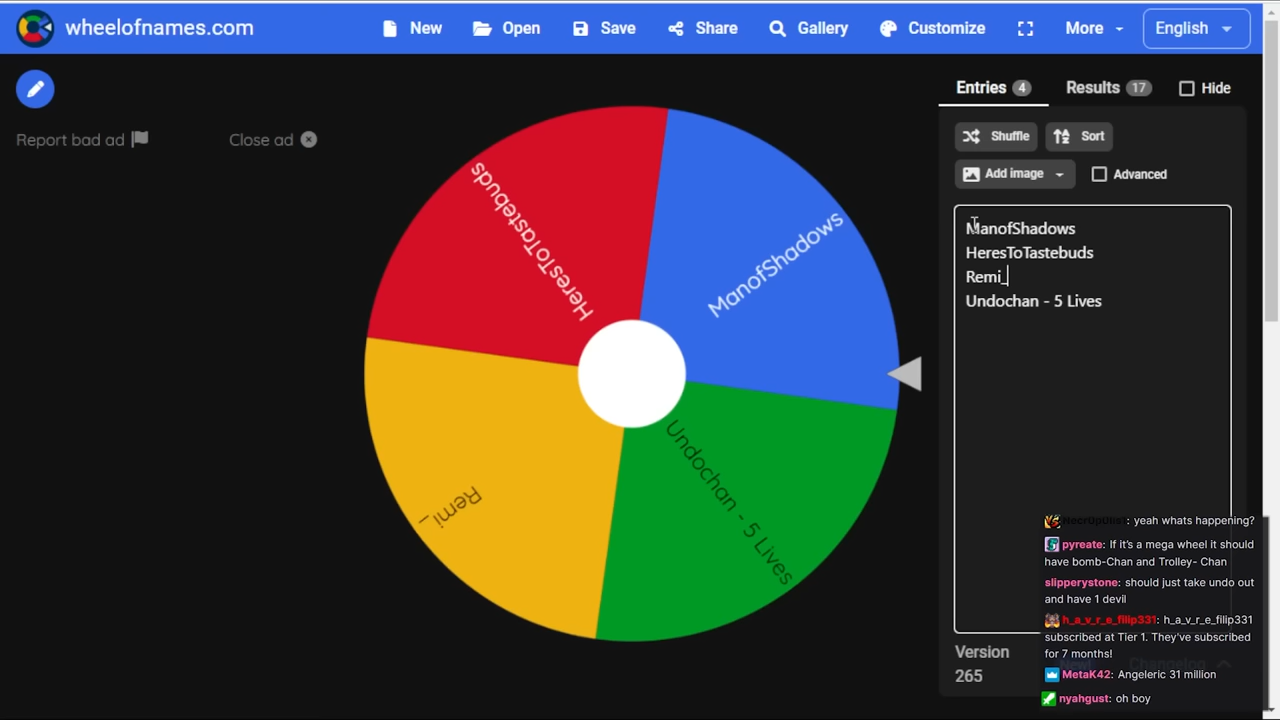 wheelofnames.com
New
Open
Save
Share
Gallery
Customize
More
English
Report bad ad
Close ad
Entries 4
Results 17
Hide
Shuffle
Sort
Add image
Advanced
ManofShadows
HeresToTastebuds
Remi_
Undochan - 5 Lives
HeresToTastebuds
ManofShadows
Remi_
Undochan - 5 Lives
: yeah whats happening?
pyreate: If it's a mega wheel it should
have bomb-Chan and Trolley- Chan
slipperystone: should just take undo out
and have 1 devil
h_a_v_r_e_filip331: h_a_v_r_e_filip331
subscribed at Tier 1. They've subscribed
for 7 months!
MetaK42: Angeleric 31 million
nyahgust: oh boy
Version
265
Changelog